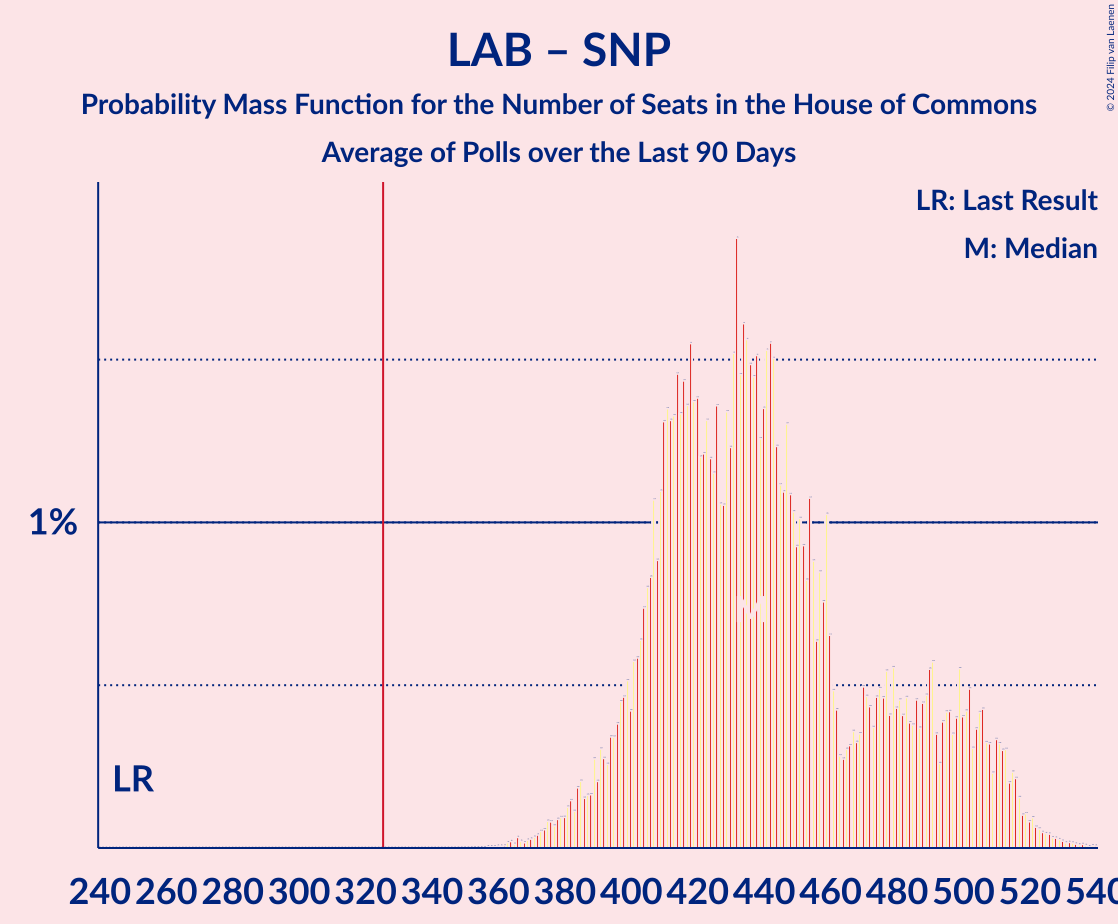 LAB – SNP
Probability Mass Function for the Number of Seats in the House of Commons
Average of Polls over the Last 90 Days
© 2024 Filip van Laenen
LR: Last Result
M: Median
1%
M
LR
240 260 280 300 320 340 360 380 400 420 440 460 480 500 520 540